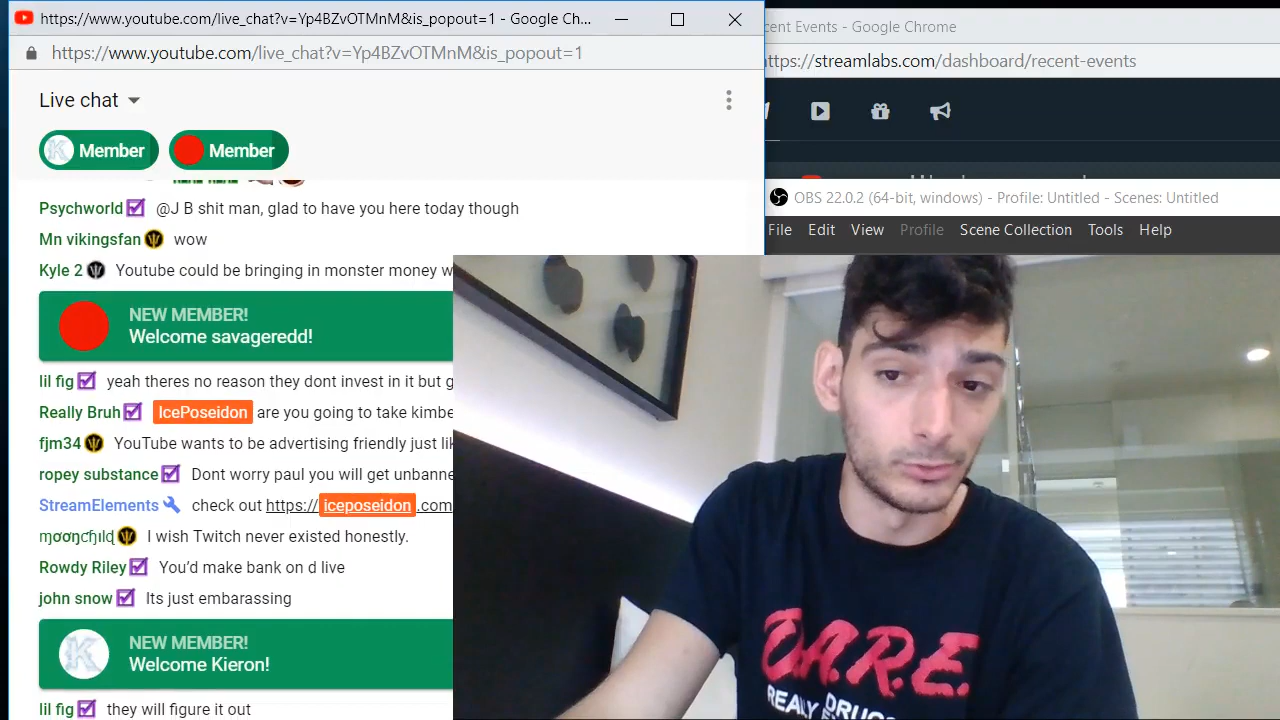 https://www.youtube.com/live_chat?v=Yp4BZvOTMnM&is_popout=1 - Google Ch...
https://www.youtube.com/live_chat?v=Yp4BZvOTMnM&is_popout=1
Live chat
Member Member
Psychworld @J B shit man, glad to have you here today though
Mn vikingsfan wow
Kyle 2 Youtube could be bringing in monster money w
NEW MEMBER!
Welcome savageredd!
lil fig yeah theres no reason they dont invest in it but g
Really Bruh IcePoseidon are you going to take kimbe
fjm34 YouTube wants to be advertising friendly just lik
ropey substance Dont worry paul you will get unbanne
StreamElements check out https://iceposeidon.com
I wish Twitch never existed honestly.
Rowdy Riley You’d make bank on d live
john snow Its just embarassing
NEW MEMBER!
Welcome Kieron!
lil fig they will figure it out
cent Events - Google Chrome
ttps://streamlabs.com/dashboard/recent-events
OBS 22.0.2 (64-bit, windows) - Profile: Untitled - Scenes: Untitled
File Edit View Profile Scene Collection Tools Help
D.A.R.E.
DRUGS
REALLY